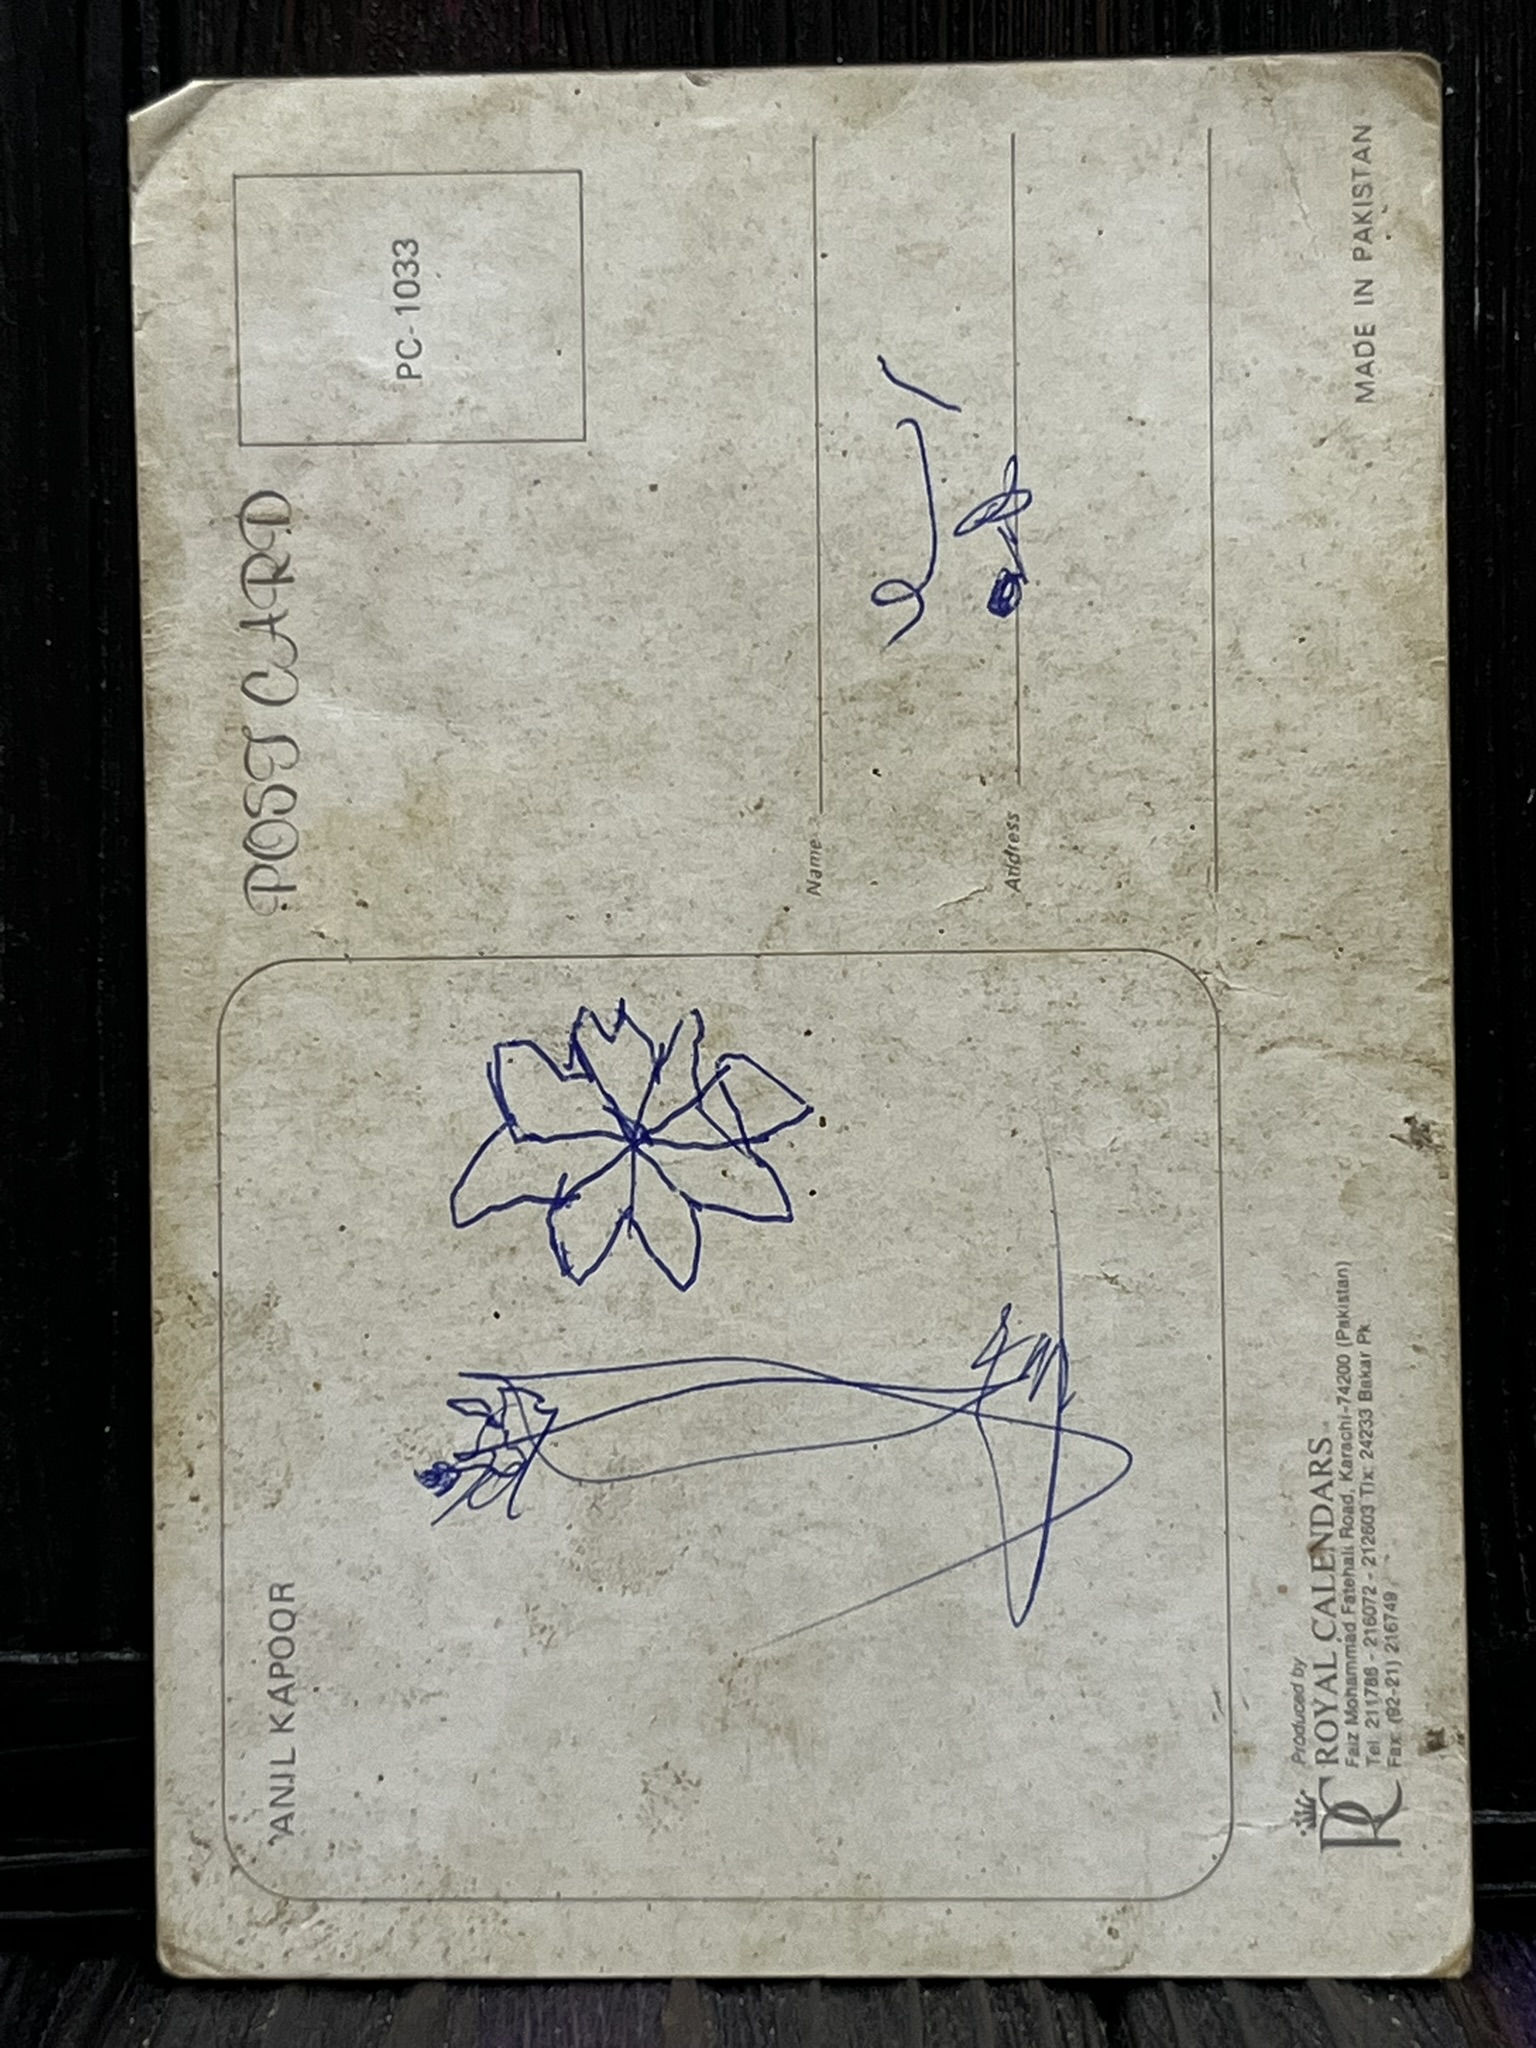 ANIL KAPOOR
POST CARD
PC-1033
Name
Address
Produced by
ROYAL CALENDARS
Faiz Mohammad Fatehali Road, Karachi-74200 (Pakistan)
Tel: 211786 - 216072 - 212603 Tlx: 24233 Bakar Pk
Fax: (92-21) 216749
MADE IN PAKISTAN